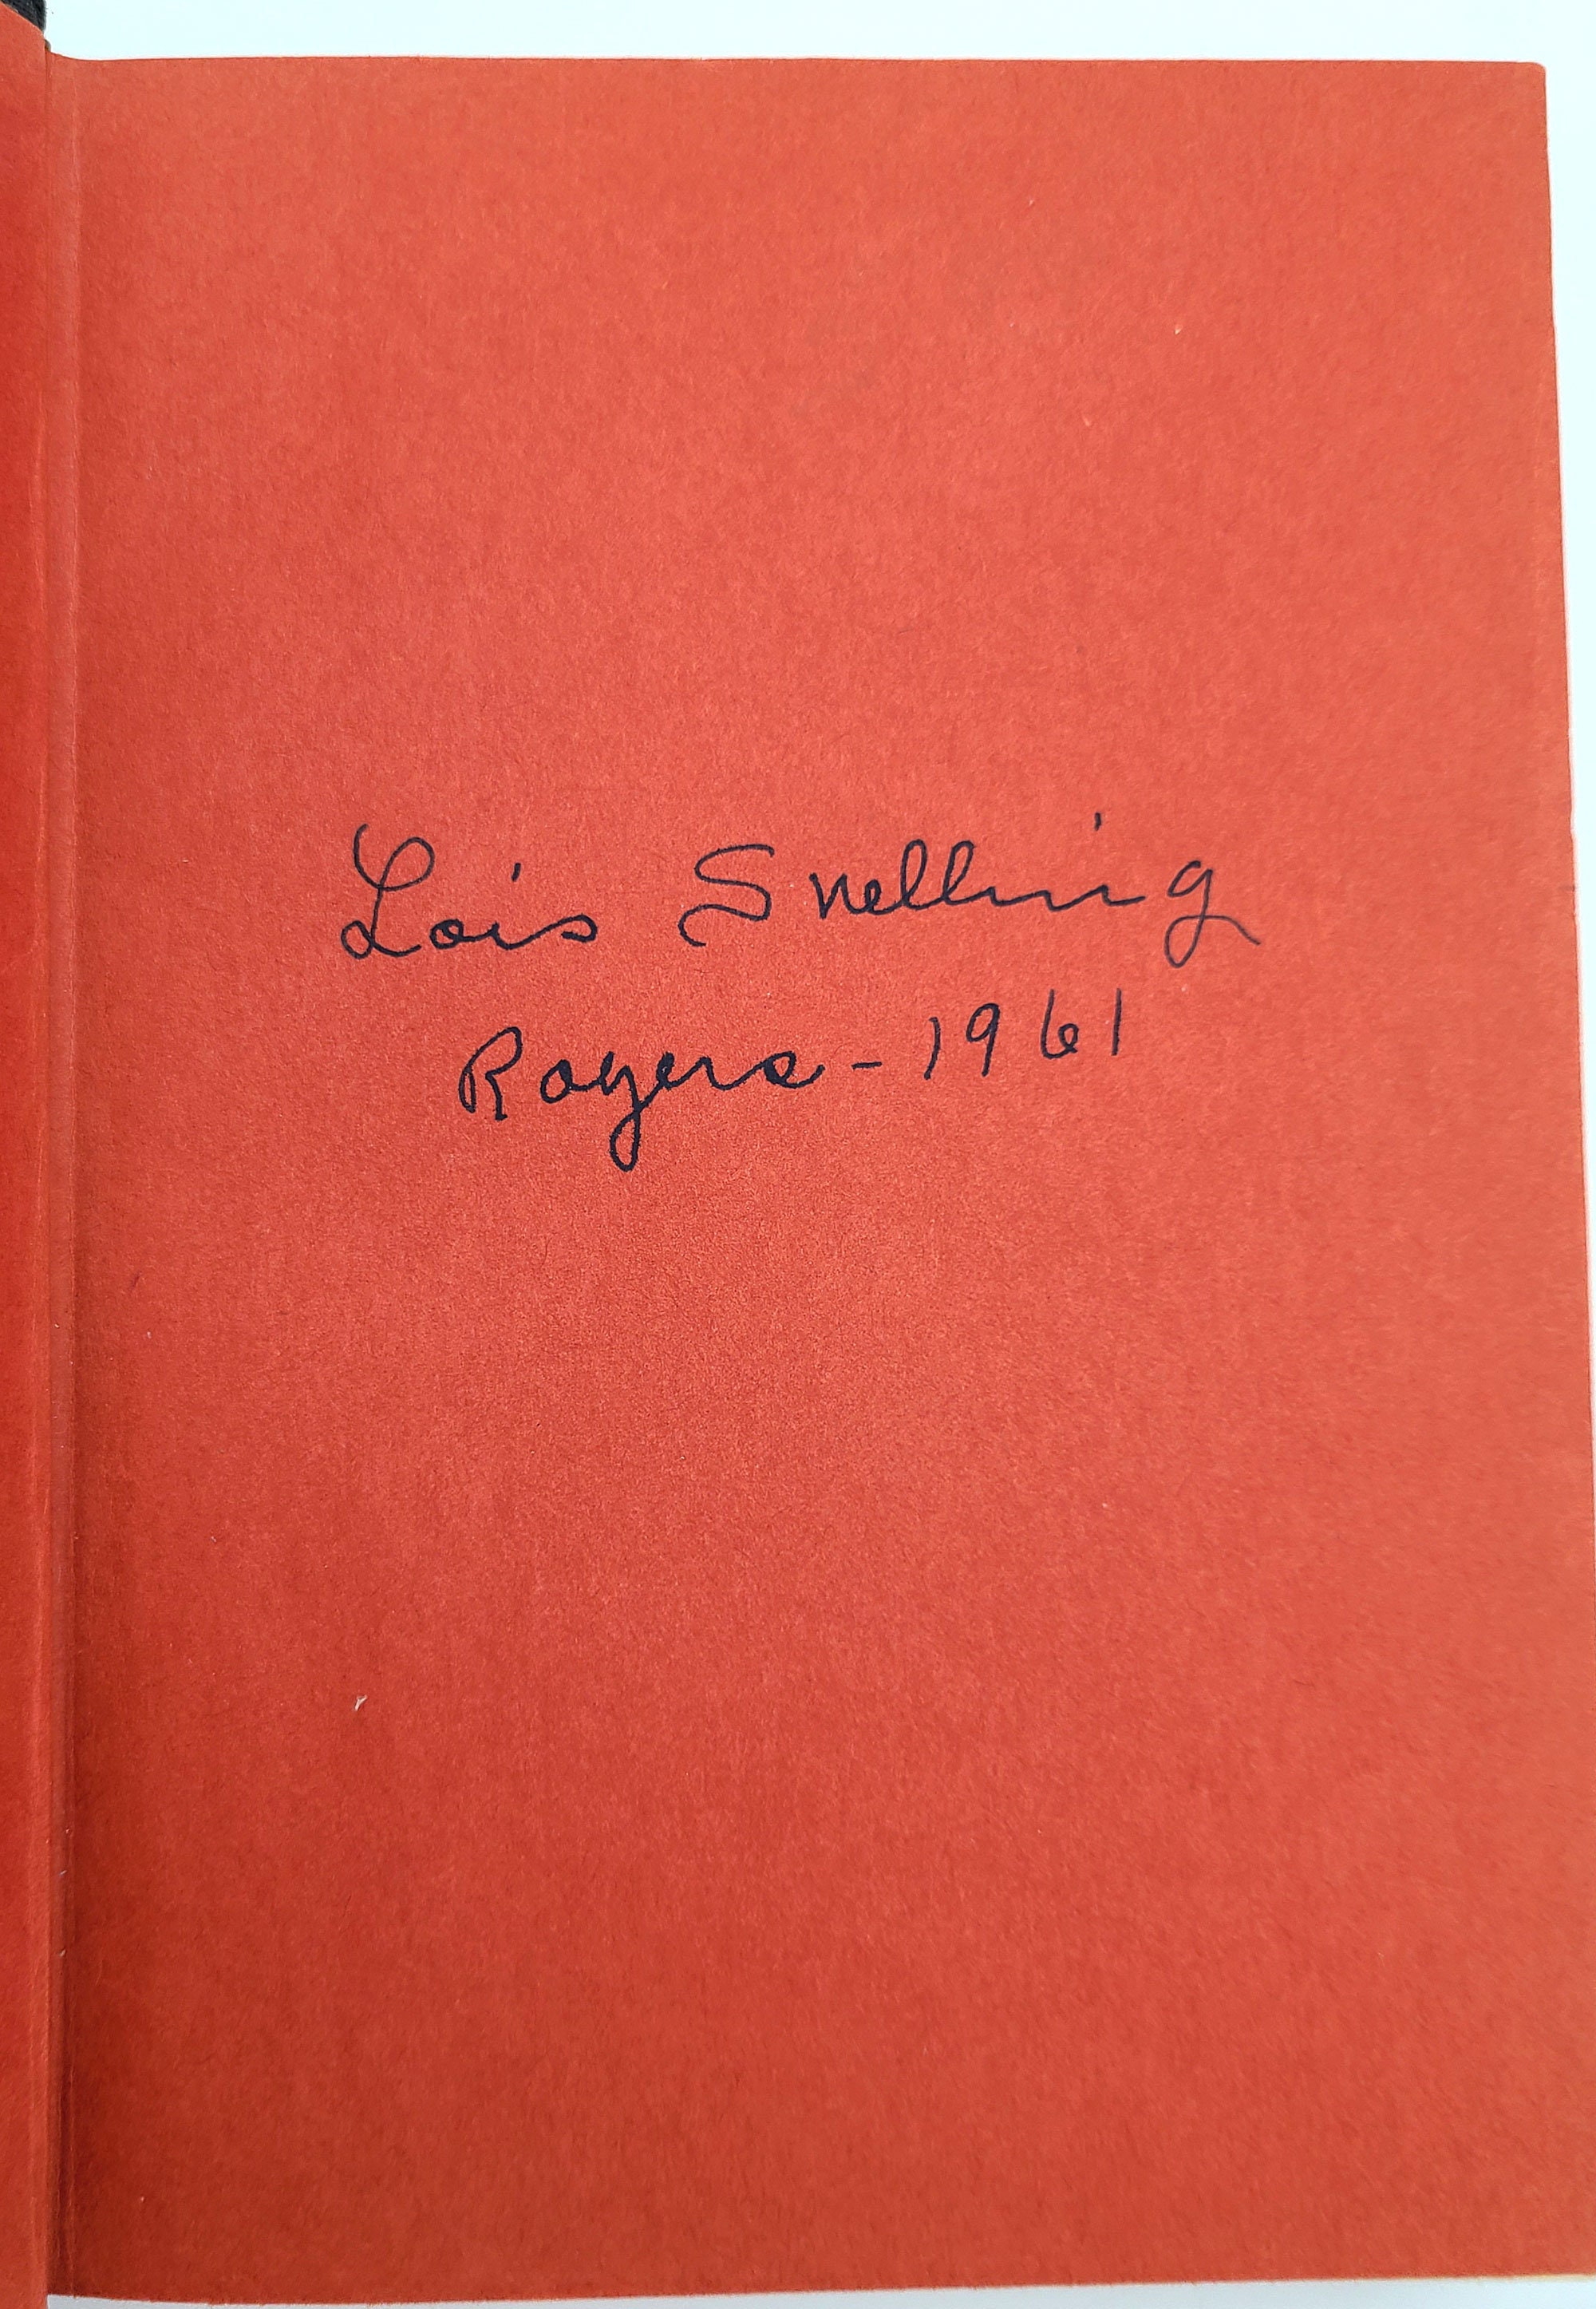 Lois Snelling
Rogers - 1961